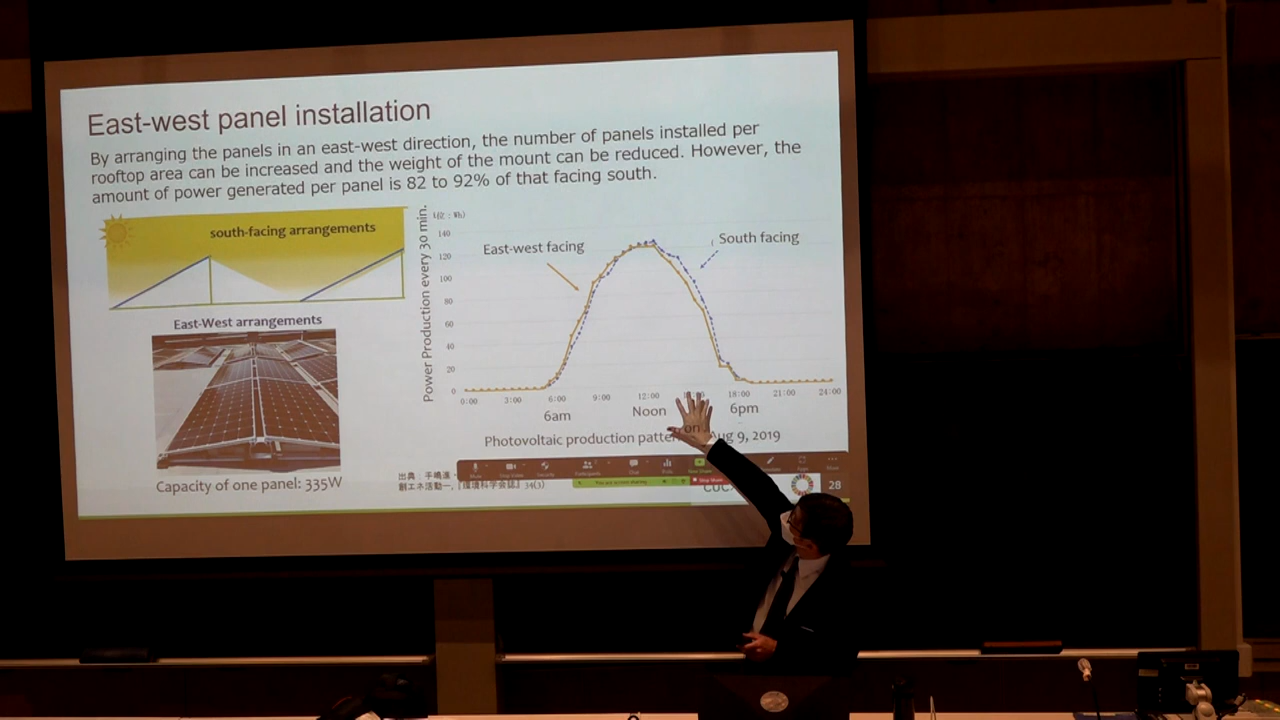 East-west panel installation
By arranging the panels in an east-west direction, the number of panels installed per
rooftop area can be increased and the weight of the mount can be reduced. However, the
amount of power generated per panel is 82 to 92% of that facing south.
south-facing arrangements
East-West arrangements
Capacity of one panel: 335W
Power Production every 30 min.
East-west facing
South facing
140
120
100
80
60
40
20
0
0:00 3:00 6:00 9:00 12:00 18:00 21:00 24:00
6am Noon 6pm
Photovoltaic production on Aug 9, 2019
28